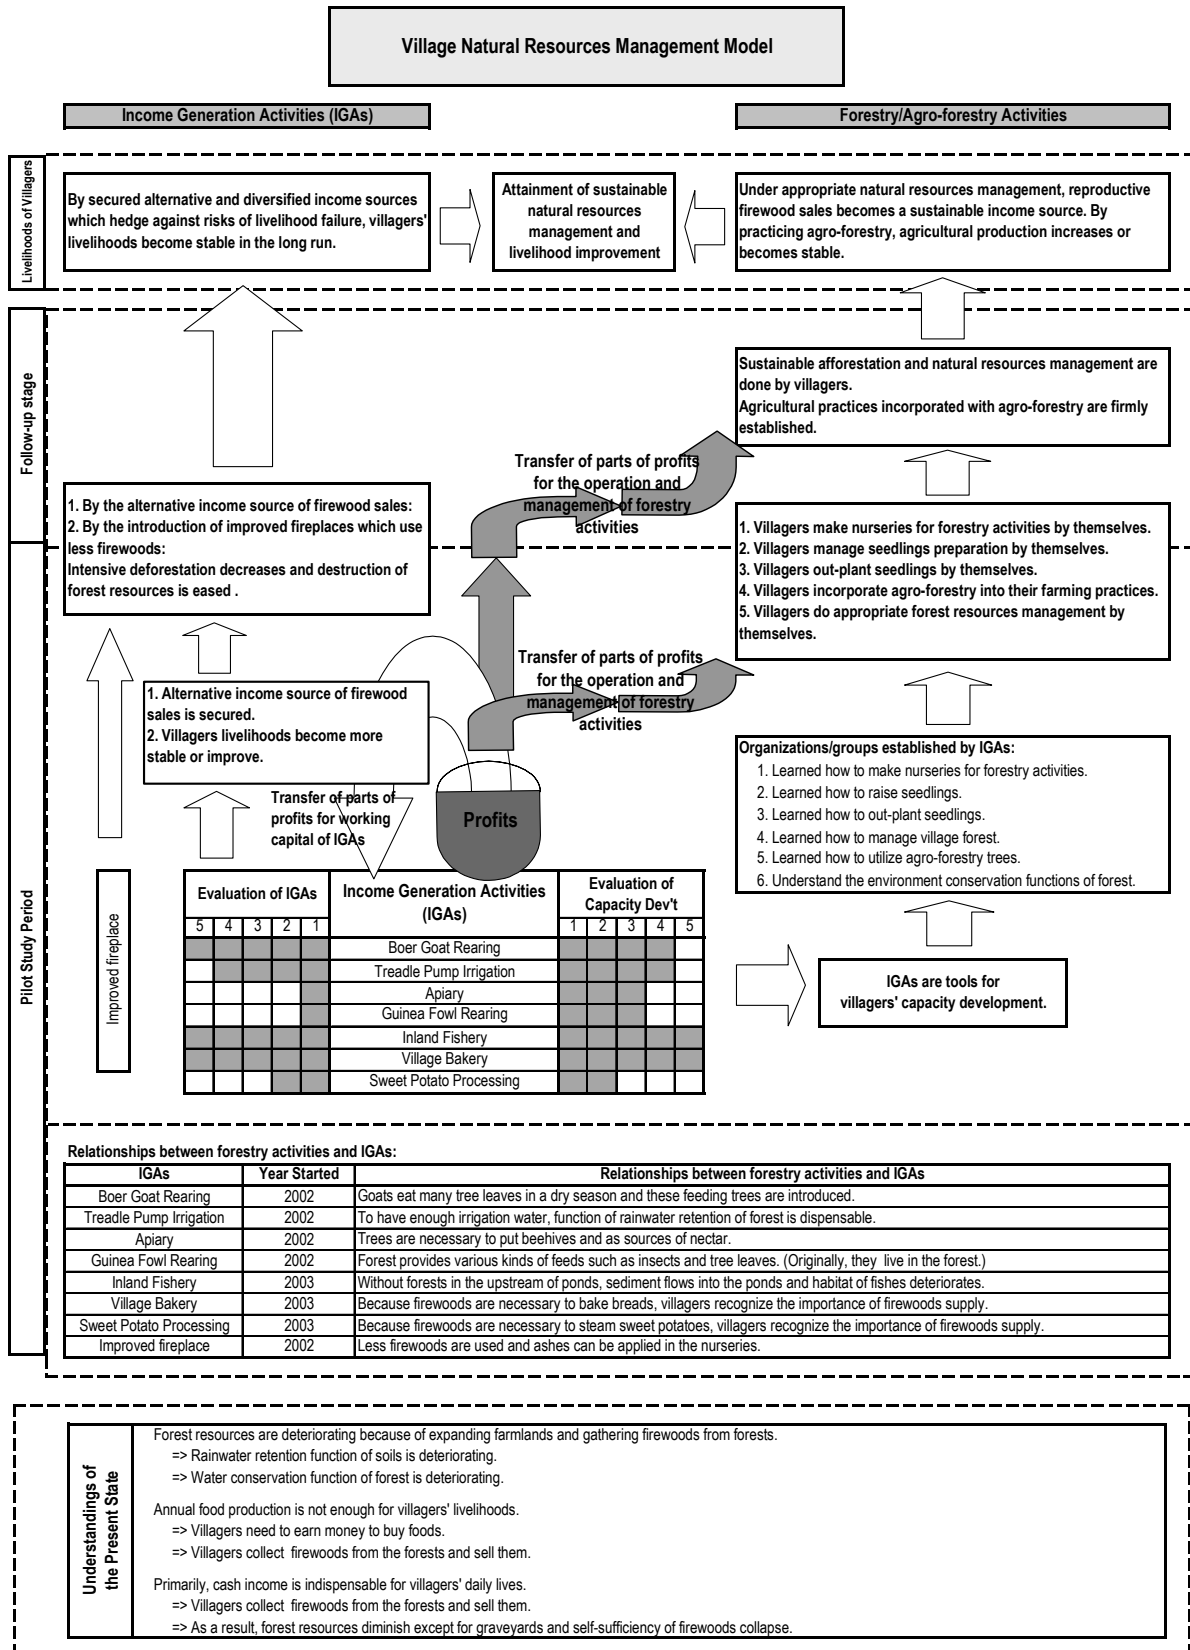 Village Natural Resources Management Model
Income Generation Activities (IGAs)
Forestry/Agro-forestry Activities
Livelihoods of Villagers
By secured alternative and diversified income sources
which hedge against risks of livelihood failure, villagers'
livelihoods become stable in the long run.
Attainment of sustainable
natural resources
management and
livelihood improvement
Under appropriate natural resources management, reproductive
firewood sales becomes a sustainable income source. By
practicing agro-forestry, agricultural production increases or
becomes stable.
Follow-up stage
Sustainable afforestation and natural resources management are
done by villagers.
Agricultural practices incorporated with agro-forestry are firmly
established.
Transfer of parts of profits
for the operation and
management of forestry
activities
1. By the alternative income source of firewood sales:
2. By the introduction of improved fireplaces which use
less firewoods:
Intensive deforestation decreases and destruction of
forest resources is eased .
1. Villagers make nurseries for forestry activities by themselves.
2. Villagers manage seedlings preparation by themselves.
3. Villagers out-plant seedlings by themselves.
4. Villagers incorporate agro-forestry into their farming practices.
5. Villagers do appropriate forest resources management by
themselves.
Pilot Study Period
Transfer of parts of profits
for the operation and
management of forestry
activities
1. Alternative income source of firewood
sales is secured.
2. Villagers livelihoods become more
stable or improve.
Organizations/groups established by IGAs:
1. Learned how to make nurseries for forestry activities.
2. Learned how to raise seedlings.
3. Learned how to out-plant seedlings.
4. Learned how to manage village forest.
5. Learned how to utilize agro-forestry trees.
6. Understand the environment conservation functions of forest.
Transfer of parts of
profits for working
capital of IGAs
Profits
Improved fireplace
Evaluation of IGAs
Income Generation Activities
(IGAs)
Evaluation of
Capacity Dev't
5 4 3 2 1
1 2 3 4 5
Boer Goat Rearing
Treadle Pump Irrigation
Apiary
Guinea Fowl Rearing
Inland Fishery
Village Bakery
Sweet Potato Processing
IGAs are tools for
villagers' capacity development.
Relationships between forestry activities and IGAs:
IGAs Year Started Relationships between forestry activities and IGAs
Boer Goat Rearing 2002 Goats eat many tree leaves in a dry season and these feeding trees are introduced.
Treadle Pump Irrigation 2002 To have enough irrigation water, function of rainwater retention of forest is dispensable.
Apiary 2002 Trees are necessary to put beehives and as sources of nectar.
Guinea Fowl Rearing 2002 Forest provides various kinds of feeds such as insects and tree leaves. (Originally, they live in the forest.)
Inland Fishery 2003 Without forests in the upstream of ponds, sediment flows into the ponds and habitat of fishes deteriorates.
Village Bakery 2003 Because firewoods are necessary to bake breads, villagers recognize the importance of firewoods supply.
Sweet Potato Processing 2003 Because firewoods are necessary to steam sweet potatoes, villagers recognize the importance of firewoods supply.
Improved fireplace 2002 Less firewoods are used and ashes can be applied in the nurseries.
Understandings of
the Present State
Forest resources are deteriorating because of expanding farmlands and gathering firewoods from forests.
=> Rainwater retention function of soils is deteriorating.
=> Water conservation function of forest is deteriorating.
Annual food production is not enough for villagers' livelihoods.
=> Villagers need to earn money to buy foods.
=> Villagers collect firewoods from the forests and sell them.
Primarily, cash income is indispensable for villagers' daily lives.
=> Villagers collect firewoods from the forests and sell them.
=> As a result, forest resources diminish except for graveyards and self-sufficiency of firewoods collapse.